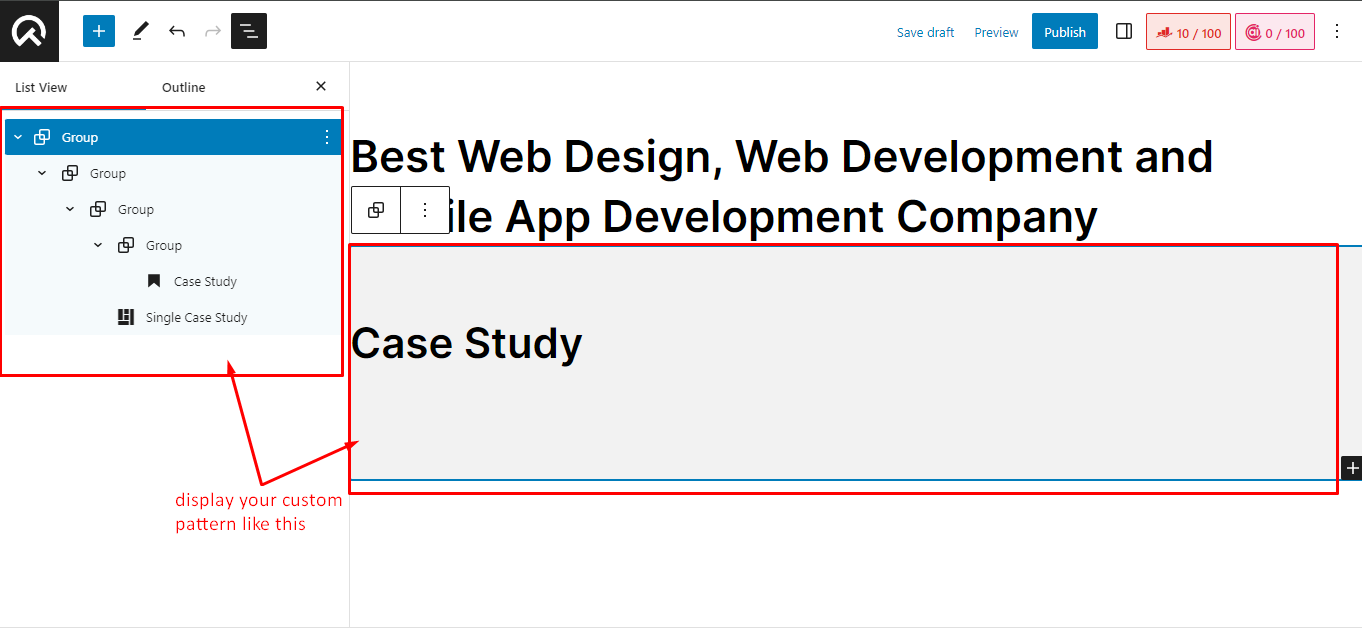 Save draft
Preview
Publish
10 / 100
0 / 100
List View
Outline
Group
Group
Group
Group
Case Study
Single Case Study
Best Web Design, Web Development and
ile App Development Company
Case Study
display your custom
pattern like this